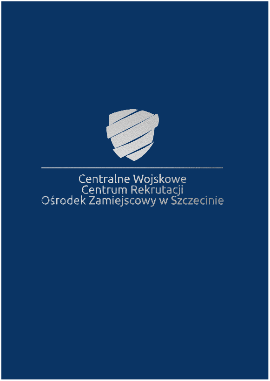 Centralne Wojskowe
Centrum Rekrutacji
Ośrodek Zamiejscowy w Szczecinie